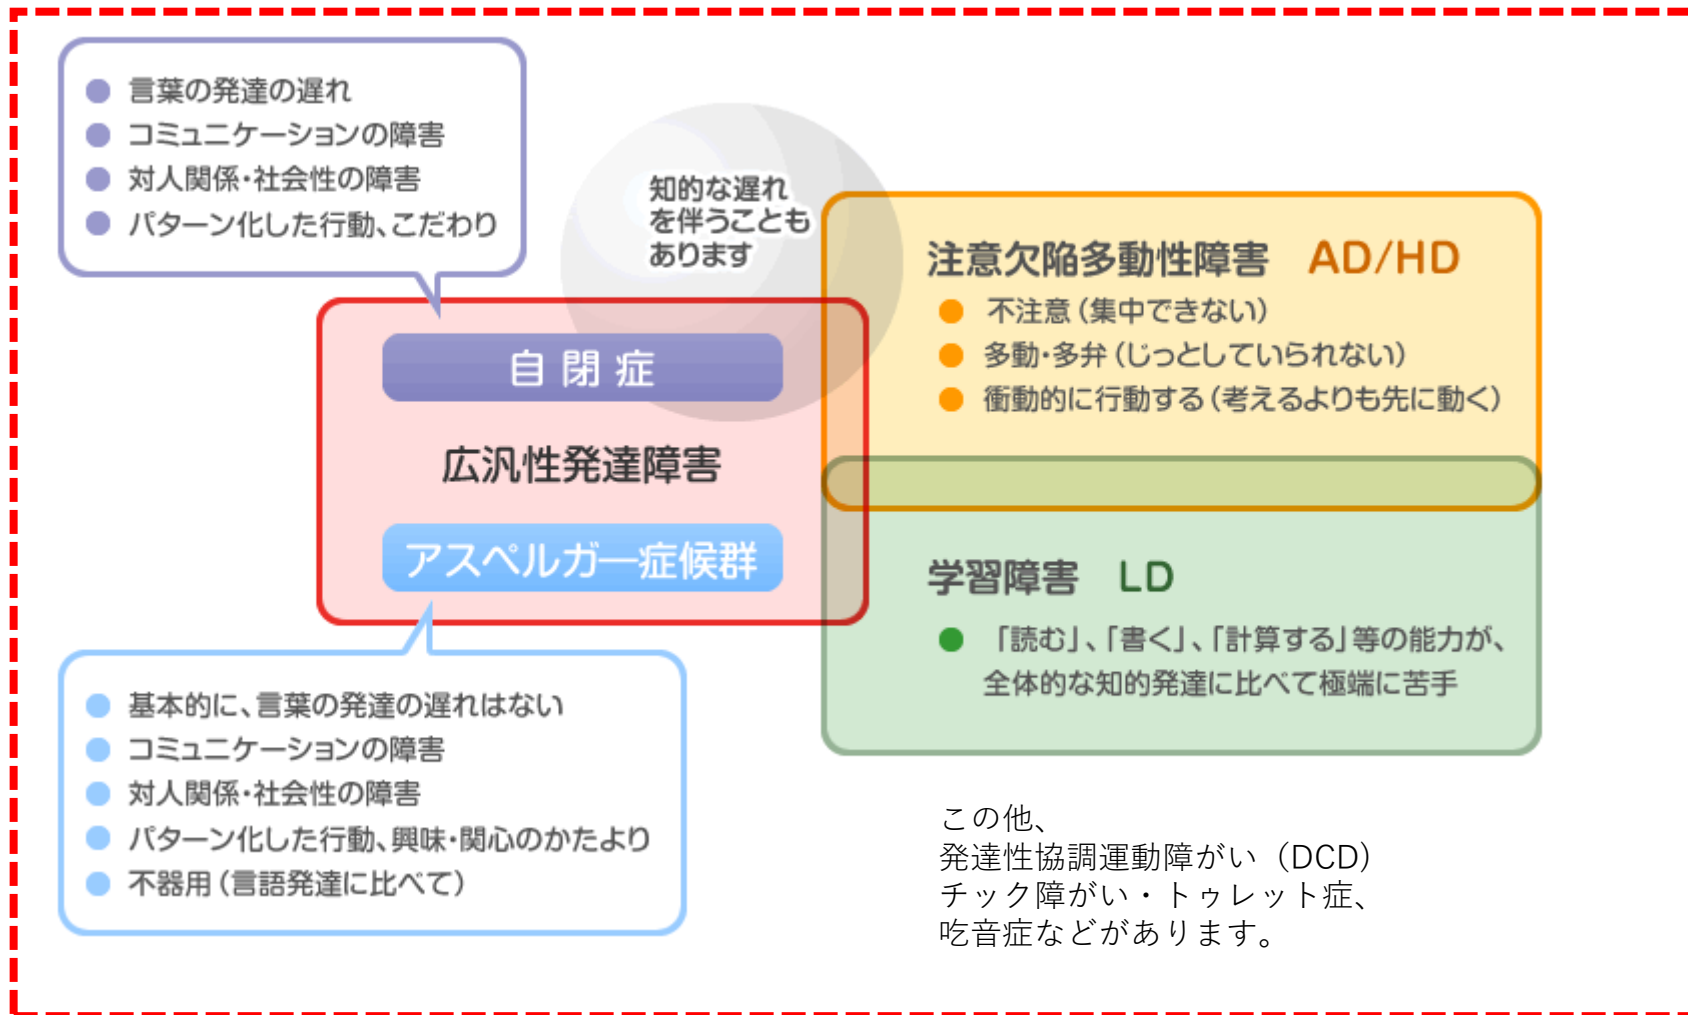 ● 言葉の発達の遅れ
● コミュニケーションの障害
● 対人関係・社会性の障害
● パターン化した行動、こだわり
知的な遅れ
を伴うことも
あります
自閉症
広汎性発達障害
アスペルガー症候群
● 基本的に、言葉の発達の遅れはない
● コミュニケーションの障害
● 対人関係・社会性の障害
● パターン化した行動、興味・関心のかたより
● 不器用（言語発達に比べて）
注意欠陥多動性障害 AD/HD
● 不注意（集中できない）
● 多動・多弁（じっとしていられない）
● 衝動的に行動する（考えるよりも先に動く）
学習障害 LD
● 「読む」、「書く」、「計算する」等の能力が、
全体的な知的発達に比べて極端に苦手
この他、
発達性協調運動障がい（DCD)
チック障がい・トゥレット症、
吃音症などがあります。